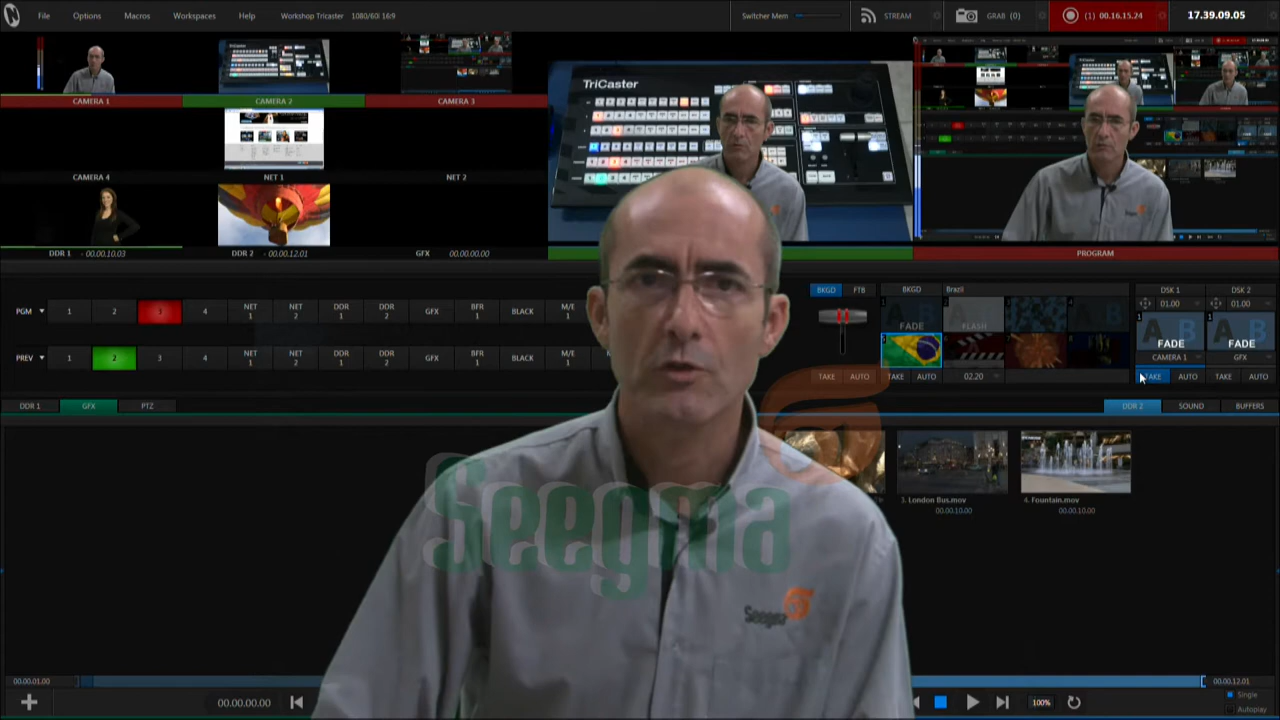 File Options Macros Workspaces Help Workshop Tricaster 1080/60i 16:9 Switcher Mem STREAM GRAB (0) (1) 00.16.15.24 17.39.09.05
TriCaster
CAMERA 1 CAMERA 2 CAMERA 3
CAMERA 4 NET 1 NET 2
DDR 1 - 00.00.10.03 DDR 2 - 00.00.12.01 GFX 00.00.00.00 PROGRAM
BKGD FTB BKGD Brazil DSK 1 DSK 2
01.00 01.00
PGM 1 2 3 4 NET 1 NET 2 DDR 1 DDR 2 GFX BFR 1 BLACK M/E 1
FADE FLASH
A B FADE A B FADE
PREV 1 2 3 4 NET 1 NET 2 DDR 1 DDR 2 GFX BFR 1 BLACK M/E 1
CAMERA 1 GFX
TAKE AUTO TAKE AUTO 02.20 TAKE AUTO TAKE AUTO
DDR 1 GFX PTZ DDR 2 SOUND BUFFERS
3. London Bus.mov 4. Fountain.mov
00.00.10.00 00.00.10.00
Seegma
Seegma
00.00.01.00 00.00.12.01
00.00.00.00 100% Single
Autoplay